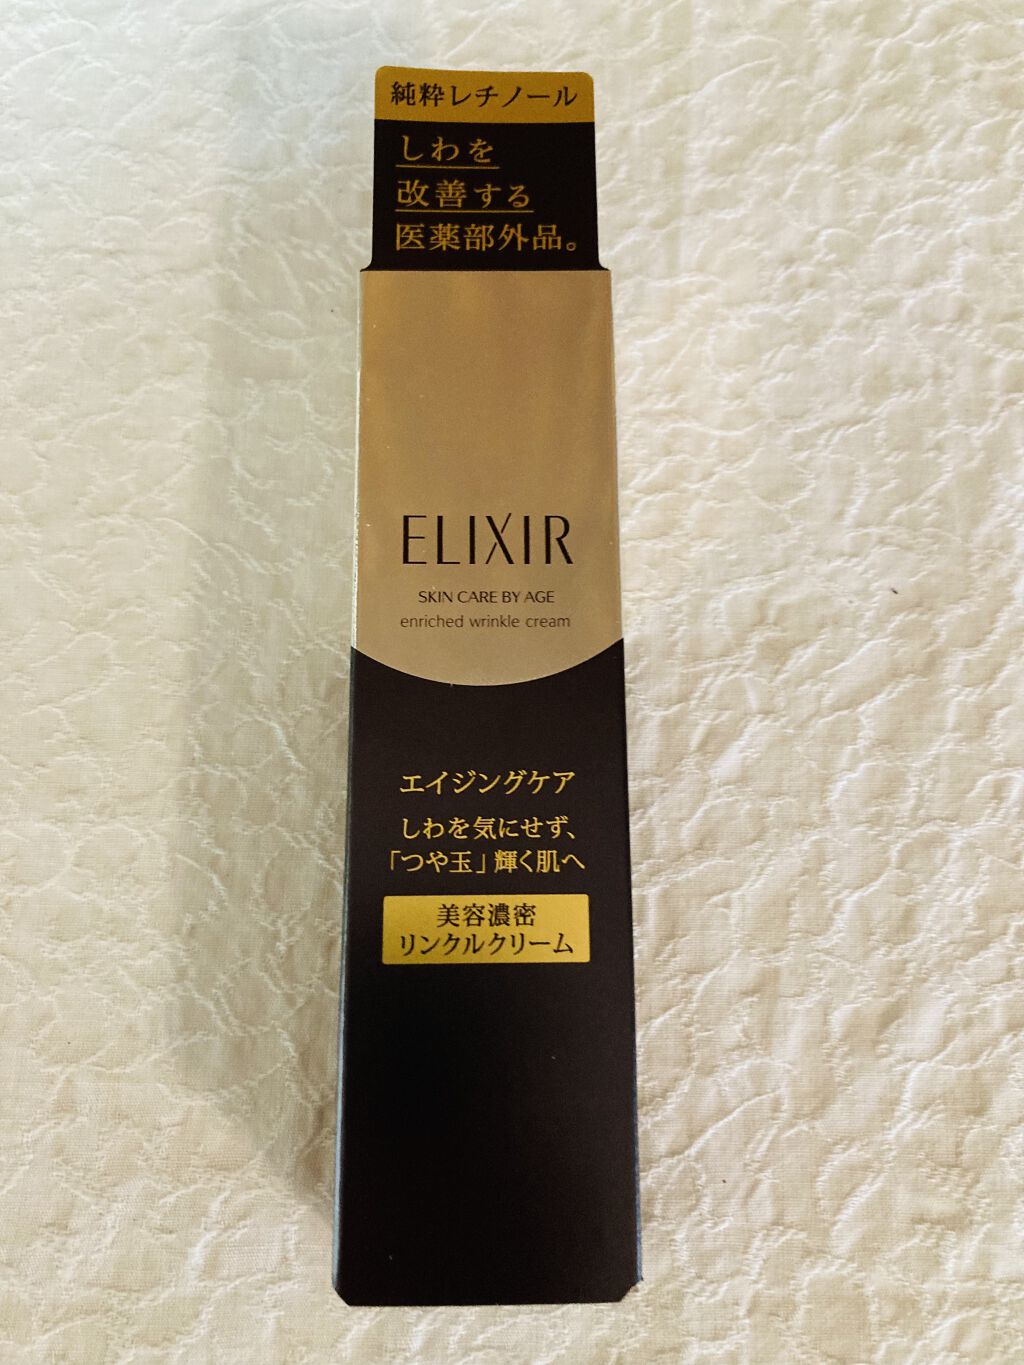 純粋レチノール
しわを
改善する
医薬部外品。
ELIXIR
SKIN CARE BY AGE
enriched wrinkle cream
エイジングケア
しわを気にせず、
「つや玉」輝く肌へ
美容濃密
リンクルクリーム